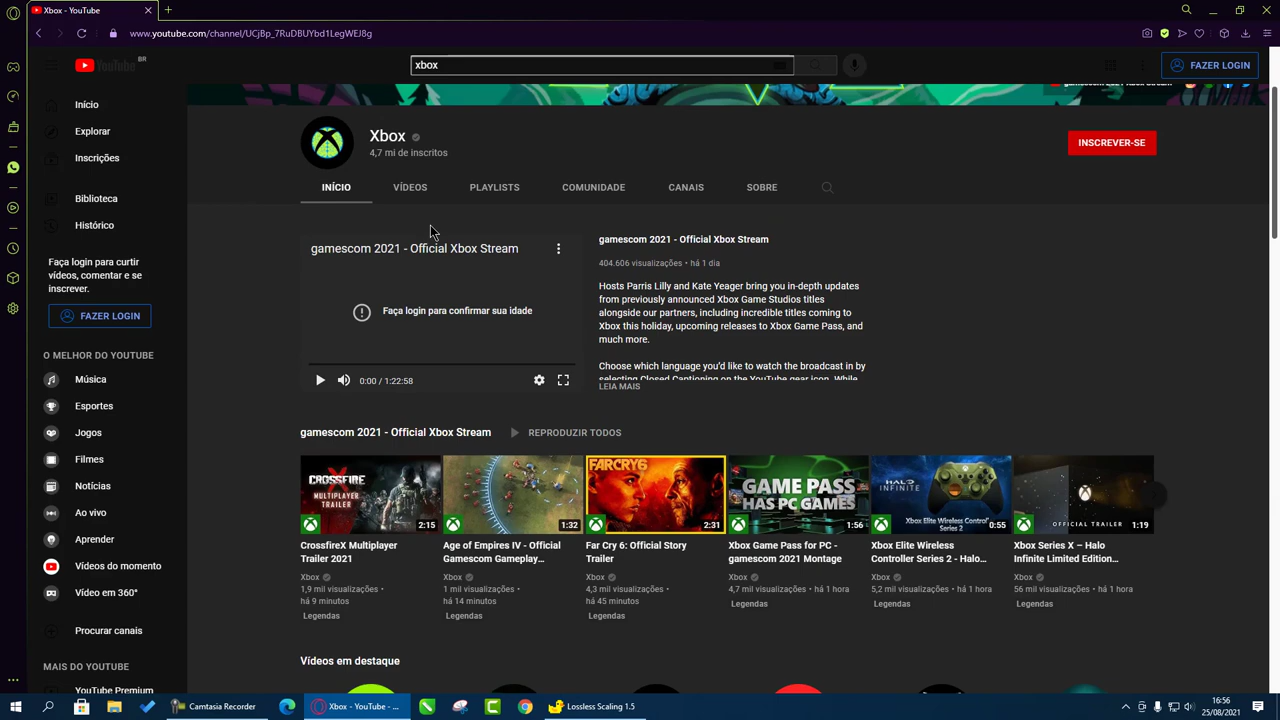 Xbox - YouTube
www.youtube.com/channel/UCjBp_7RuDBUYbd1LegWEJ8g
YouTube BR
xbox
FAZER LOGIN
Início
Explorar
Inscrições
Biblioteca
Histórico
Faça login para curtir
vídeos, comentar e se
inscrever.
FAZER LOGIN
O MELHOR DO YOUTUBE
Música
Esportes
Jogos
Filmes
Notícias
Ao vivo
Aprender
Vídeos do momento
Vídeo em 360°
Procurar canais
MAIS DO YOUTUBE
YouTube Premium
Xbox
4,7 mi de inscritos
INSCREVER-SE
INÍCIO
VÍDEOS
PLAYLISTS
COMUNIDADE
CANAIS
SOBRE
gamescom 2021 - Official Xbox Stream
Faça login para confirmar sua idade
0:00 / 1:22:58
gamescom 2021 - Official Xbox Stream
404.606 visualizações • há 1 dia
Hosts Parris Lilly and Kate Yeager bring you in-depth updates
from previously announced Xbox Game Studios titles
alongside our partners, including incredible titles coming to
Xbox this holiday, upcoming releases to Xbox Game Pass, and
much more.
Choose which language you'd like to watch the broadcast in by
selecting Closed Captioning on the YouTube gear icon. While
LEIA MAIS
gamescom 2021 - Official Xbox Stream
REPRODUZIR TODOS
CROSSFIRE X
MULTIPLAYER
TRAILER
2:15
CrossfireX Multiplayer
Trailer 2021
Xbox
1,9 mil visualizações •
há 9 minutos
Legendas
1:32
Age of Empires IV - Official
Gamescom Gameplay...
Xbox
1 mil visualizações •
há 14 minutos
Legendas
FARCRY6
2:31
Far Cry 6: Official Story
Trailer
Xbox
4,3 mil visualizações •
há 45 minutos
Legendas
GAME PASS
HAS PC GAMES
1:56
Xbox Game Pass for PC -
gamescom 2021 Montage
Xbox
4,7 mil visualizações • há 1 hora
Legendas
HALO
INFINITE
Xbox Elite Wireless
Controller Series 2
0:55
Xbox Elite Wireless
Controller Series 2 - Halo...
Xbox
5,2 mil visualizações • há 1 hora
Legendas
OFFICIAL TRAILER
1:19
Xbox Series X – Halo
Infinite Limited Edition...
Xbox
56 mil visualizações • há 1 hora
Legendas
Vídeos em destaque
Camtasia Recorder
Xbox - YouTube - ...
Lossless Scaling 1.5
16:56
25/08/2021